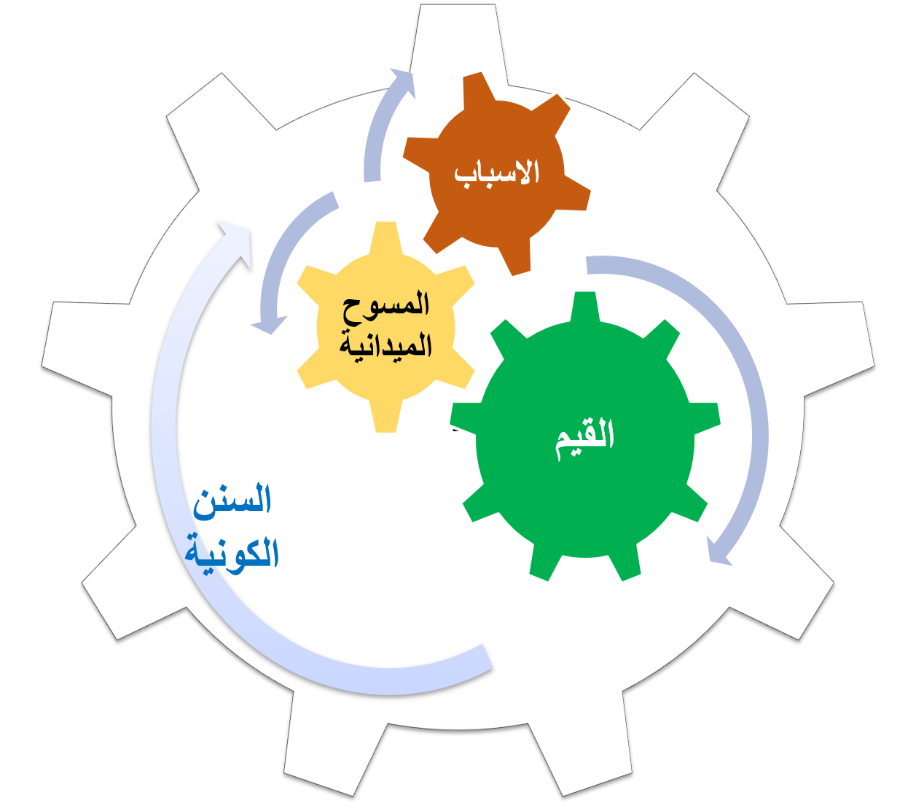 الاسباب
المسوح
الميدانية
القيم
السنن
الكونية